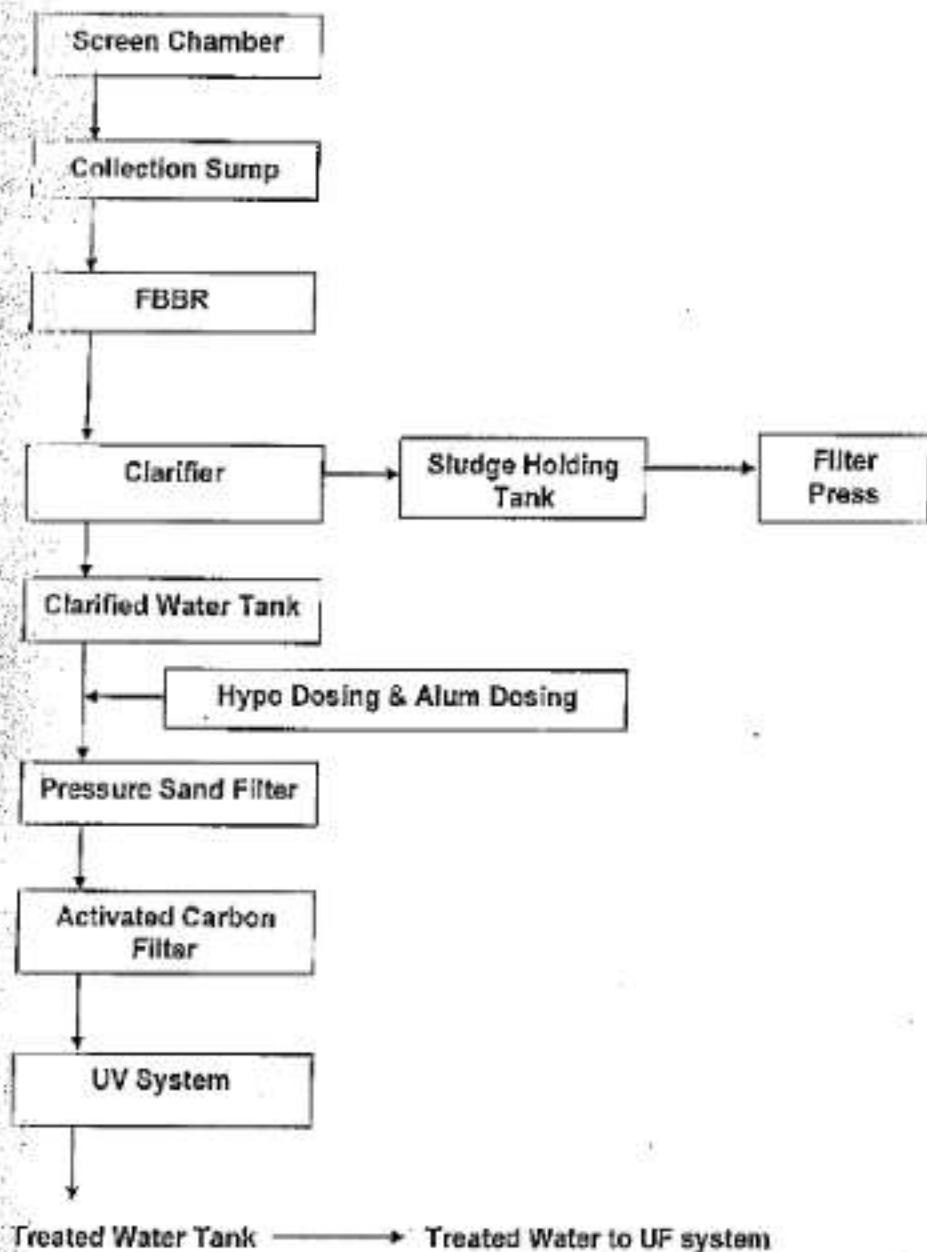 Screen Chamber
Collection Sump
FBBR
Clarifier
Sludge Holding
Tank
Filter
Press
Clarified Water Tank
Hypo Dosing & Alum Dosing
Pressure Sand Filter
Activated Carbon
Filter
UV System
Treated Water Tank
Treated Water to UF system